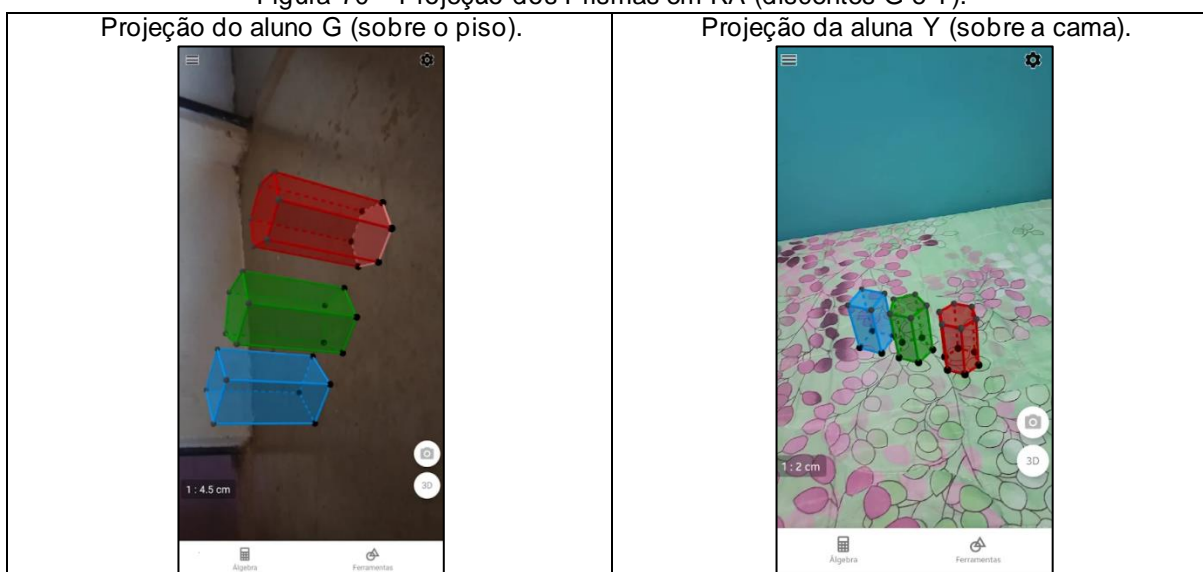 Projeção do aluno G (sobre o piso).
Projeção da aluna Y (sobre a cama).
1 : 4.5 cm
3D
Álgebra
Ferramentas
1 : 2 cm
3D
Álgebra
Ferramentas